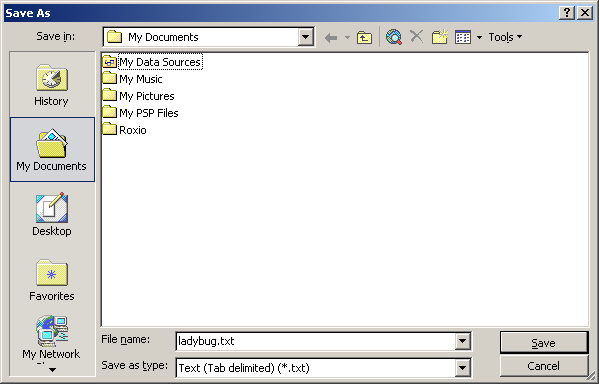 Save As
Save in:
My Documents
Tools
History
My Documents
Desktop
Favorites
My Network
My Data Sources
My Music
My Pictures
My PSP Files
Roxio
File name:
ladybug.txt
Save
Save as type:
Text (Tab delimited) (*.txt)
Cancel